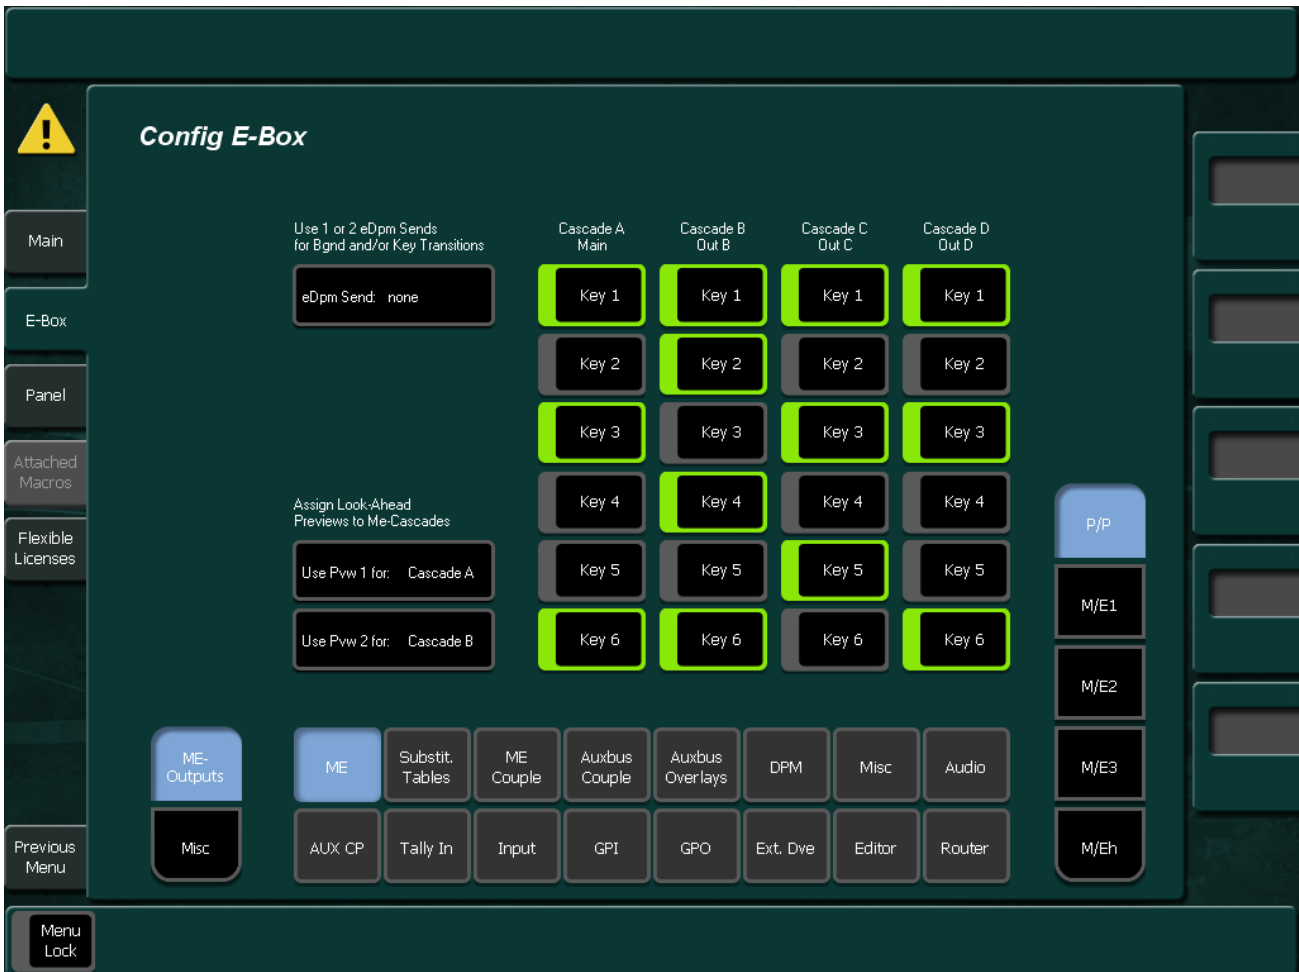 Config E-Box
Main
E-Box
Panel
Attached
Macros
Flexible
Licenses
Previous
Menu
Menu
Lock
Use 1 or 2 eDpm Sends
for Bgnd and/or Key Transitions
eDpm Send: none
Assign Look-Ahead
Previews to Me-Cascades
Use Pvw 1 for: Cascade A
Use Pvw 2 for: Cascade B
Cascade A
Main
Cascade B
Out B
Cascade C
Out C
Cascade D
Out D
Key 1 Key 1 Key 1 Key 1
Key 2 Key 2 Key 2 Key 2
Key 3 Key 3 Key 3 Key 3
Key 4 Key 4 Key 4 Key 4
Key 5 Key 5 Key 5 Key 5
Key 6 Key 6 Key 6 Key 6
P/P
M/E1
M/E2
M/E3
M/Eh
ME-
Outputs
Misc
ME
Substit.
Tables
ME
Couple
Auxbus
Couple
Auxbus
Overlays
DPM
Misc
Audio
AUX CP
Tally In
Input
GPI
GPO
Ext. Dve
Editor
Router